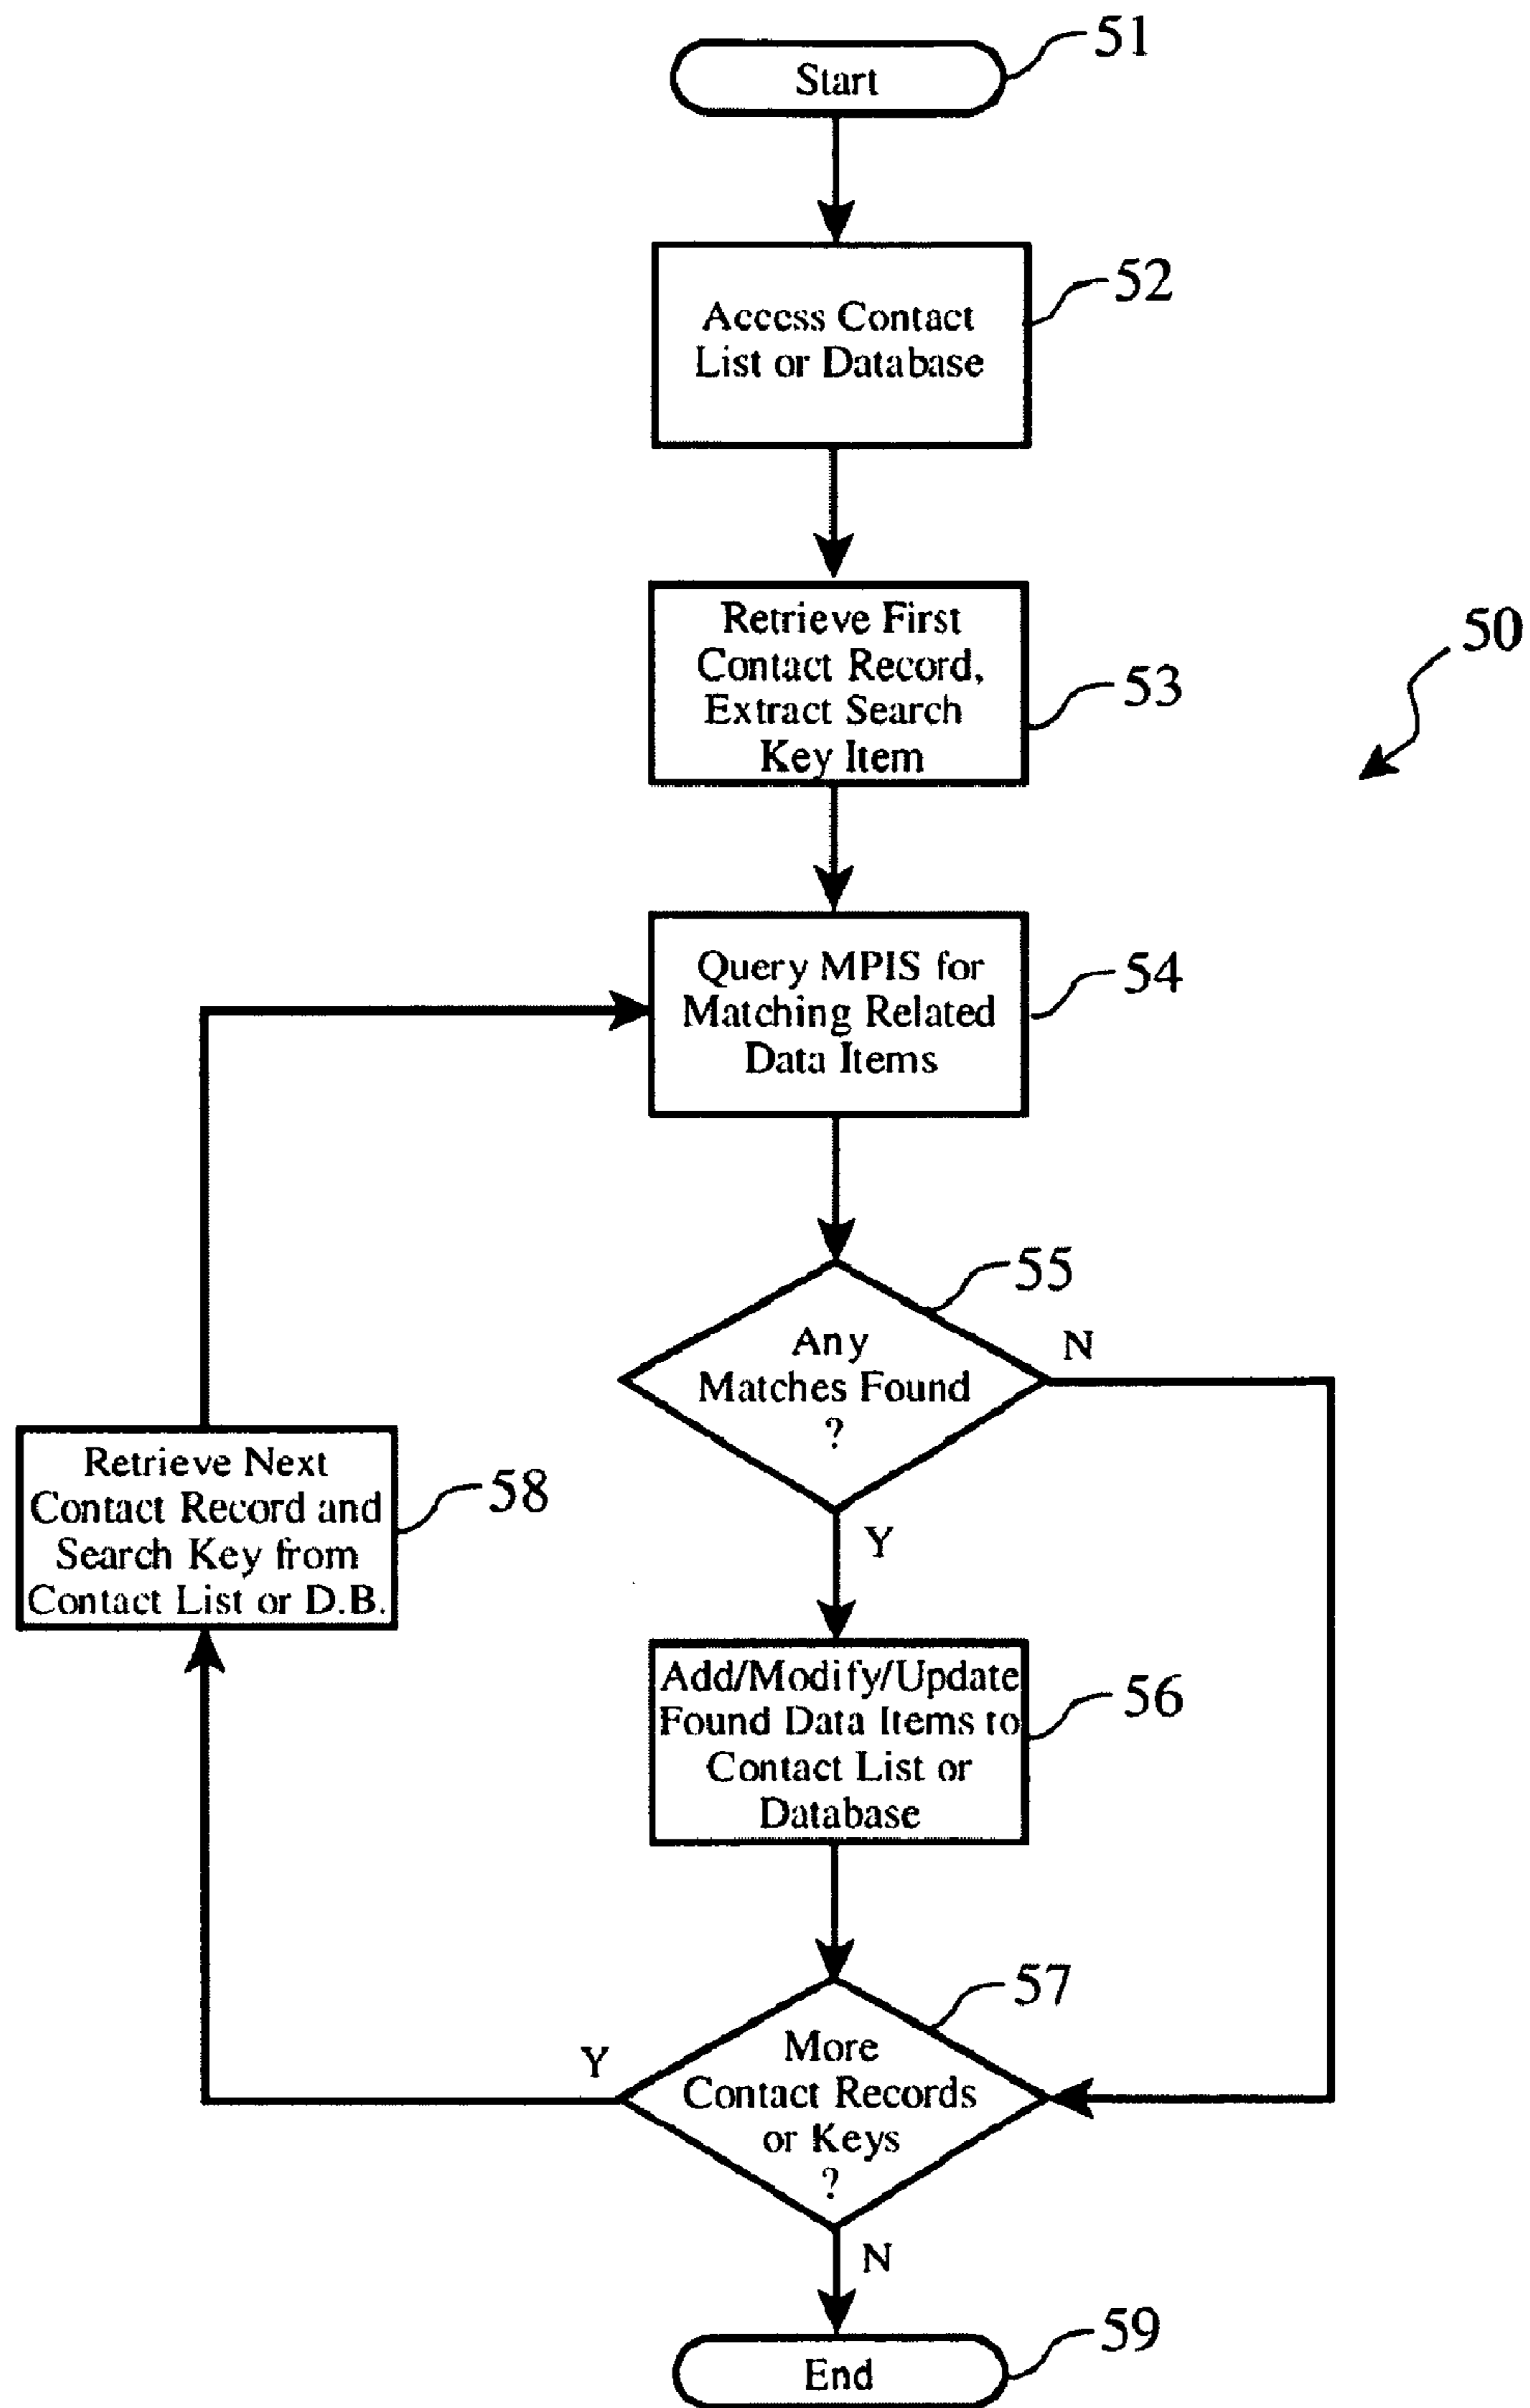 51
Start
52
Access Contact
List or Database
Retrieve First
Contact Record,
Extract Search
Key Item
53
50
Query MPIS for
Matching Related
Data Items
54
55
Any
Matches Found
?
N
Y
Retrieve Next
Contact Record and
Search Key from
Contact List or D.B.
58
Add/Modify/Update
Found Data Items to
Contact List or
Database
56
57
More
Contact Records
or Keys
?
Y
N
59
End